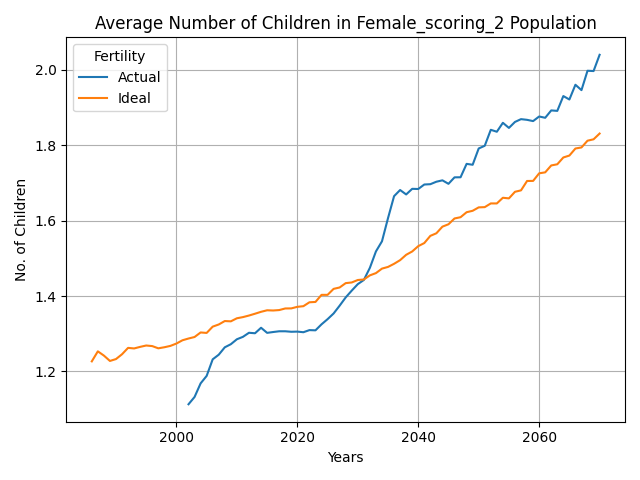 Average Number of Children in Female_scoring_2 Population
Fertility
Actual
Ideal
No. of Children
2.0
1.8
1.6
1.4
1.2
2000
2020
2040
2060
Years